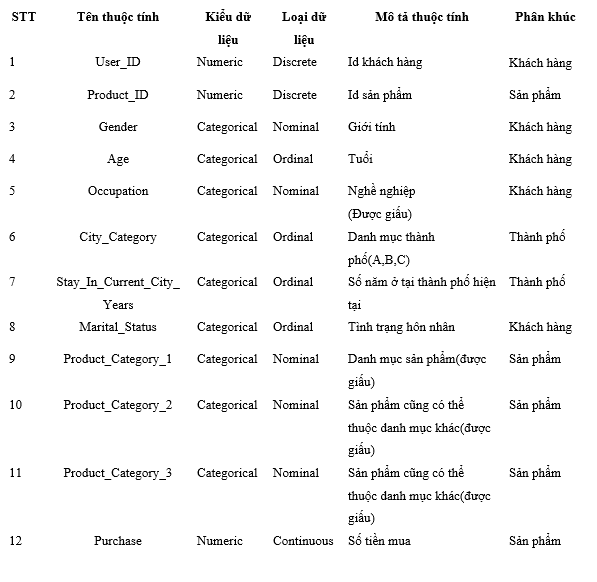 STT Tên thuộc tính Kiểu dữ liệu Loại dữ liệu Mô tả thuộc tính Phân khúc
1 User_ID Numeric Discrete Id khách hàng Khách hàng
2 Product_ID Numeric Discrete Id sản phẩm Sản phẩm
3 Gender Categorical Nominal Giới tính Khách hàng
4 Age Categorical Ordinal Tuổi Khách hàng
5 Occupation Categorical Nominal Nghề nghiệp Khách hàng
(Được giấu)
6 City_Category Categorical Ordinal Danh mục thành Thành phố
phố(A,B,C)
7 Stay_In_Current_City_ Categorical Ordinal Số năm ở tại thành phố hiện Thành phố
Years tại
8 Marital_Status Categorical Ordinal Tình trạng hôn nhân Khách hàng
9 Product_Category_1 Categorical Nominal Danh mục sản phẩm(được Sản phẩm
giấu)
10 Product_Category_2 Categorical Nominal Sản phẩm cũng có thể Sản phẩm
thuộc danh mục khác(được
giấu)
11 Product_Category_3 Categorical Nominal Sản phẩm cũng có thể Sản phẩm
thuộc danh mục khác(được
giấu)
12 Purchase Numeric Continuous Số tiền mua Sản phẩm